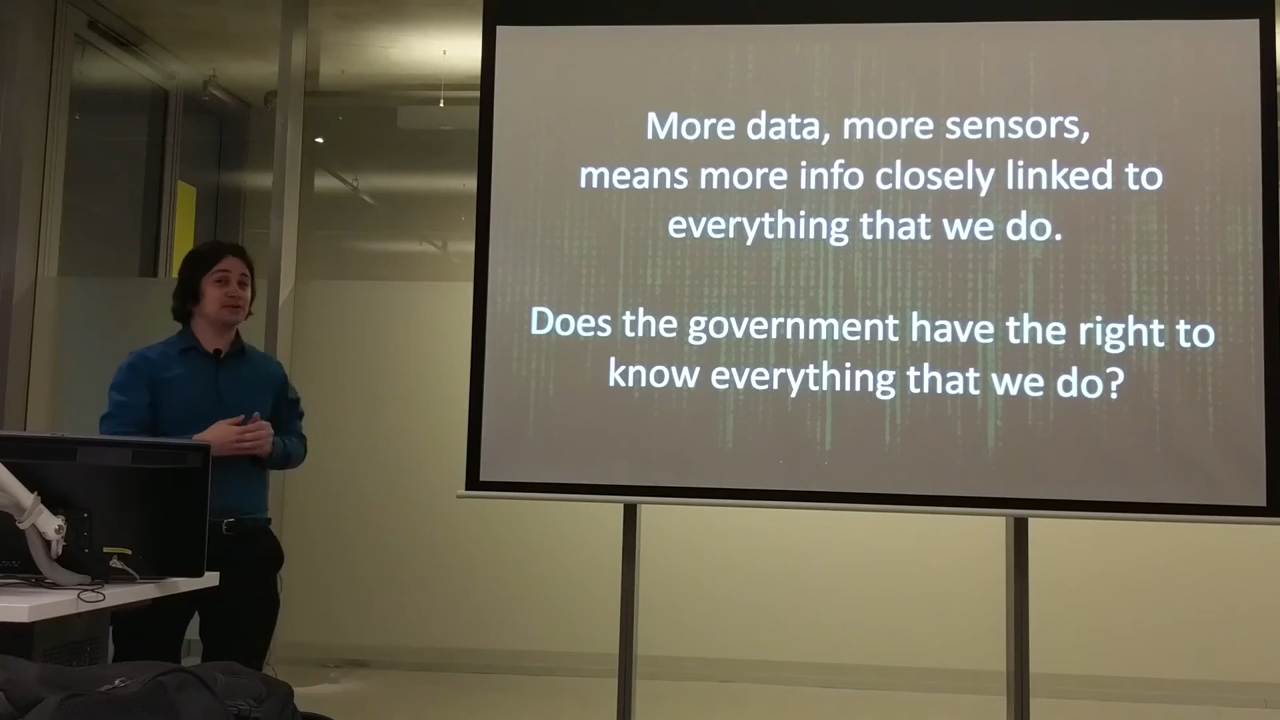 More data, more sensors,
means more info closely linked to
everything that we do.
Does the government have the right to
know everything that we do?